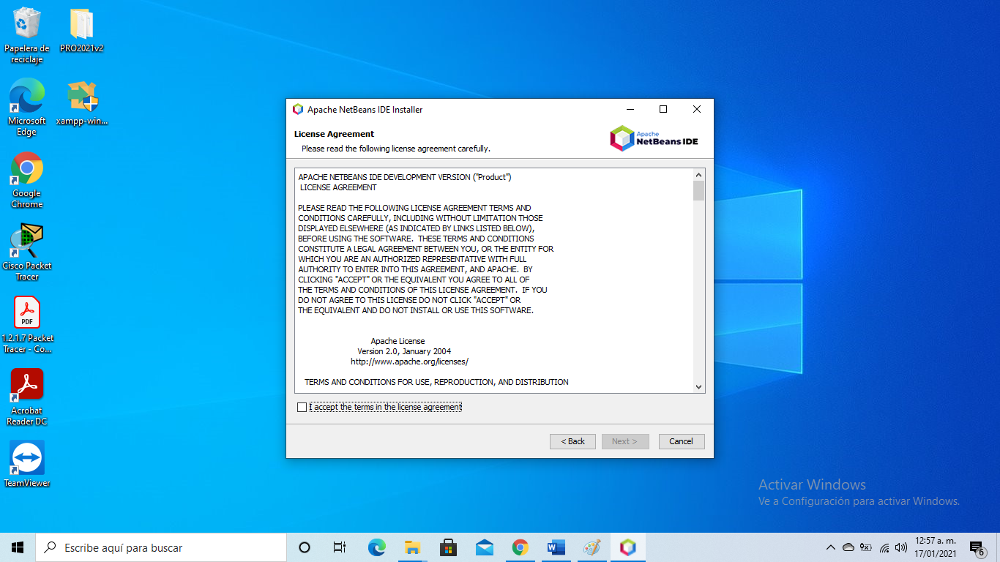 Papelera de
reciclaje
PRO2021v2
Microsoft
Edge
xampp-win...
Google
Chrome
Cisco Packet
Tracer
PDF
1.2.1.7 Packet
Tracer - Co...
Acrobat
Reader DC
TeamViewer
Apache NetBeans IDE Installer
License Agreement
Please read the following license agreement carefully.
Apache
NetBeans IDE
APACHE NETBEANS IDE DEVELOPMENT VERSION ("Product")
LICENSE AGREEMENT
PLEASE READ THE FOLLOWING LICENSE AGREEMENT TERMS AND
CONDITIONS CAREFULLY, INCLUDING WITHOUT LIMITATION THOSE
DISPLAYED ELSEWHERE (AS INDICATED BY LINKS LISTED BELOW),
BEFORE USING THE SOFTWARE.  THESE TERMS AND CONDITIONS
CONSTITUTE A LEGAL AGREEMENT BETWEEN YOU, OR THE ENTITY FOR
WHICH YOU ARE AN AUTHORIZED REPRESENTATIVE WITH FULL
AUTHORITY TO ENTER INTO THIS AGREEMENT, AND APACHE.  BY
CLICKING "ACCEPT" OR THE EQUIVALENT YOU AGREE TO ALL OF
THE TERMS AND CONDITIONS OF THIS LICENSE AGREEMENT.  IF YOU
DO NOT AGREE TO THIS LICENSE DO NOT CLICK "ACCEPT" OR
THE EQUIVALENT AND DO NOT INSTALL OR USE THIS SOFTWARE.
Apache License
Version 2.0, January 2004
http://www.apache.org/licenses/
TERMS AND CONDITIONS FOR USE, REPRODUCTION, AND DISTRIBUTION
I accept the terms in the license agreement
< Back
Next >
Cancel
Activar Windows
Ve a Configuración para activar Windows.
Escribe aquí para buscar
W
12:57 a. m.
17/01/2021
6